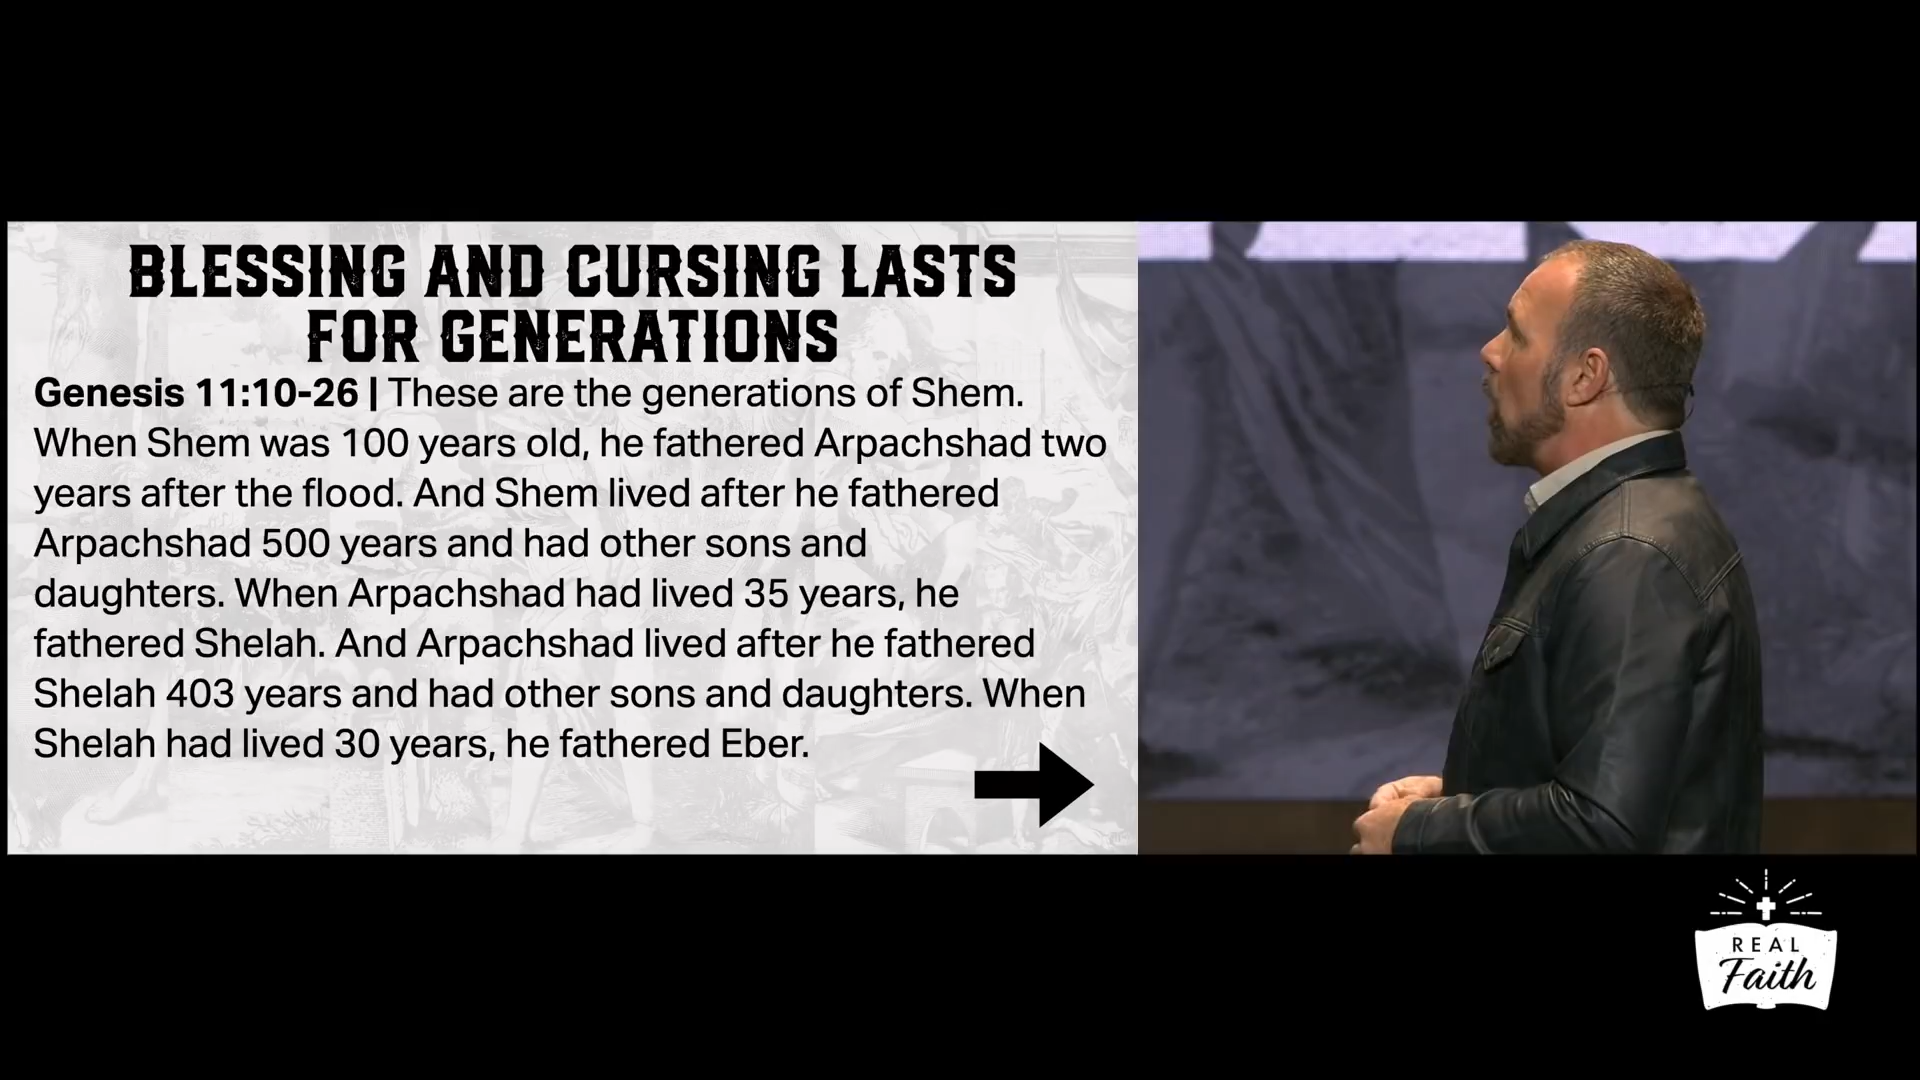 BLESSING AND CURSING LASTS
FOR GENERATIONS
Genesis 11:10-26 | These are the generations of Shem.
When Shem was 100 years old, he fathered Arpachshad two
years after the flood. And Shem lived after he fathered
Arpachshad 500 years and had other sons and
daughters. When Arpachshad had lived 35 years, he
fathered Shelah. And Arpachshad lived after he fathered
Shelah 403 years and had other sons and daughters. When
Shelah had lived 30 years, he fathered Eber.
REAL
Faith